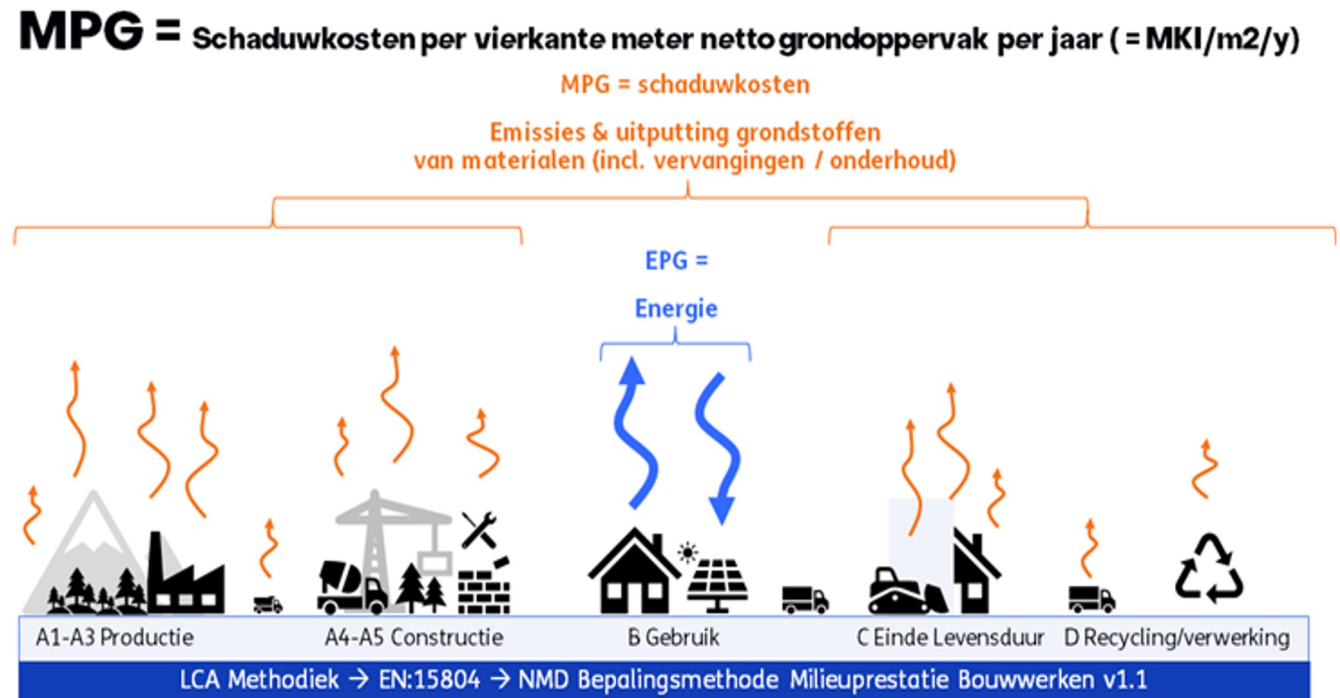 MPG = Schaduwkosten per vierkante meter netto grondoppervak per jaar ( = MKI/m2/y)
MPG = schaduwkosten
Emissies & uitputting grondstoffen
van materialen (incl. vervangingen / onderhoud)
EPG =
Energie
A1-A3 Productie
A4-A5 Constructie
B Gebruik
C Einde Levensduur
D Recycling/verwerking
LCA Methodiek → EN:15804 → NMD Bepalingsmethode Milieuprestatie Bouwwerken v1.1